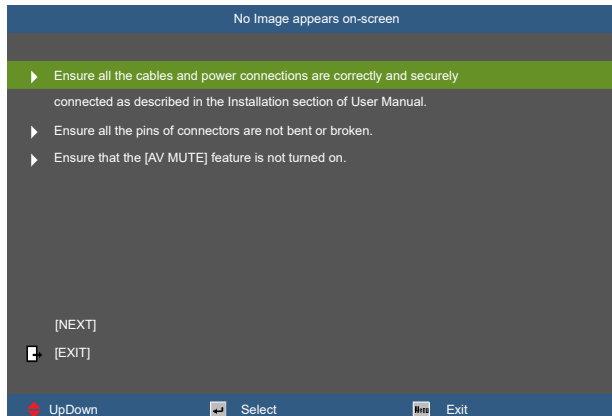 No Image appears on-screen
Ensure all the cables and power connections are correctly and securely
connected as described in the Installation section of User Manual.
Ensure all the pins of connectors are not bent or broken.
Ensure that the [AV MUTE] feature is not turned on.
[NEXT]
[EXIT]
UpDown Select Menu Exit